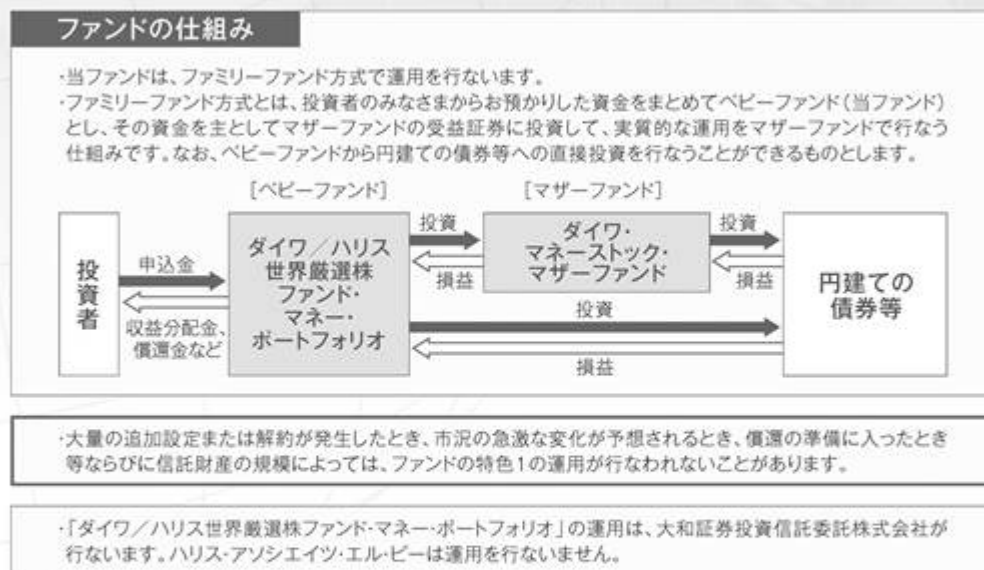 ファンドの仕組み
・当ファンドは、ファミリーファンド方式で運用を行ないます。
・ファミリーファンド方式とは、投資者のみなさまからお預かりした資金をまとめてベビーファンド(当ファンド)
とし、その資金を主としてマザーファンドの受益証券に投資して、実質的な運用をマザーファンドで行なう
仕組みです。なお、ベビーファンドから円建ての債券等への直接投資を行なうことができるものとします。
[ベビーファンド]
[マザーファンド]
投資者
申込金
収益分配金、
償還金など
ダイワ/ハリス
世界厳選株
ファンド・
マネー・
ポートフォリオ
投資
損益
ダイワ・
マネーストック・
マザーファンド
投資
損益
投資
損益
円建ての
債券等
・大量の追加設定または解約が発生したとき、市況の急激な変化が予想されるとき、償還の準備に入ったとき
等ならびに信託財産の規模によっては、ファンドの特色1の運用が行なわれないことがあります。
・「ダイワ/ハリス世界厳選株ファンド・マネー・ポートフォリオ」の運用は、大和証券投資信託委託株式会社が
行ないます。ハリス・アソシエイツ・エル・ピーは運用を行ないません。